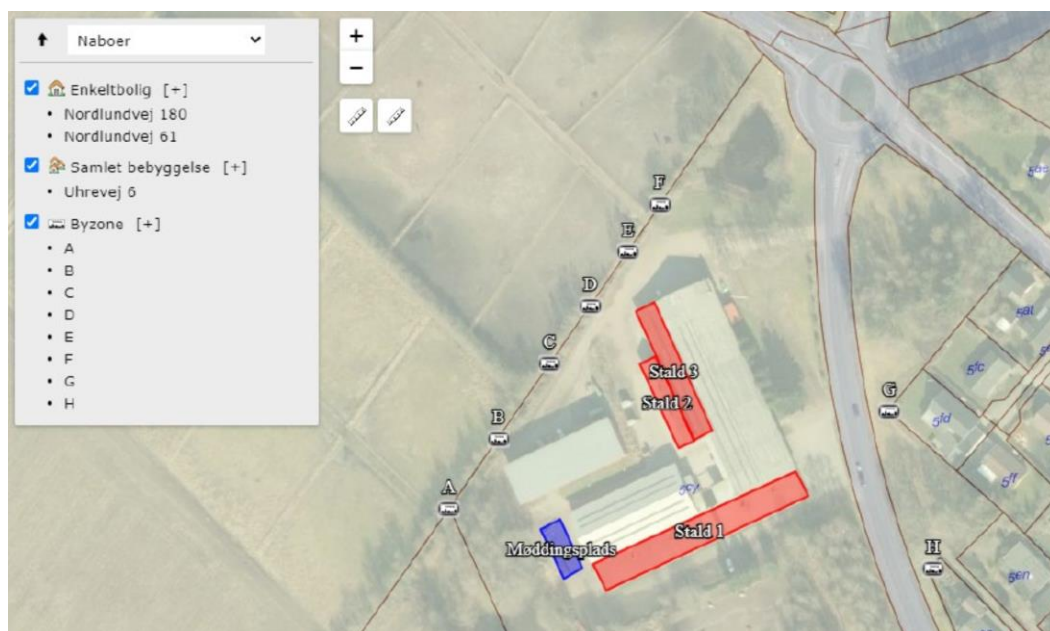 Naboer
Enkeltbolig [+]
• Nordlundvej 180
• Nordlundvej 61
Samlet bebyggelse [+]
• Uhrevej 6
Byzone [+]
• A
• B
• C
• D
• E
• F
• G
• H
+
−
F
E
D
C
B
A
G
H
Stald 3
Stald 2
Stald 1
Møddingsplads
5al
5fc
5fd
5ff
5en